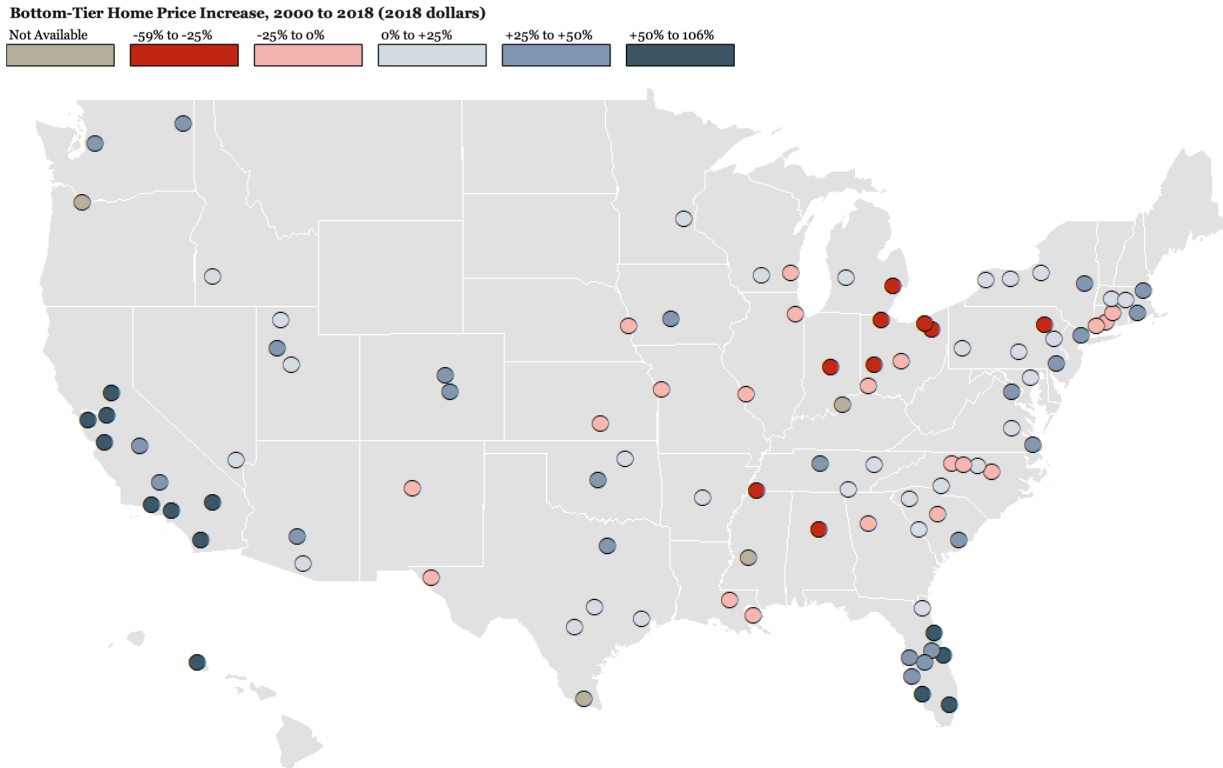 Bottom-Tier Home Price Increase, 2000 to 2018 (2018 dollars)
Not Available -59% to -25% -25% to 0% 0% to +25% +25% to +50% +50% to 106%